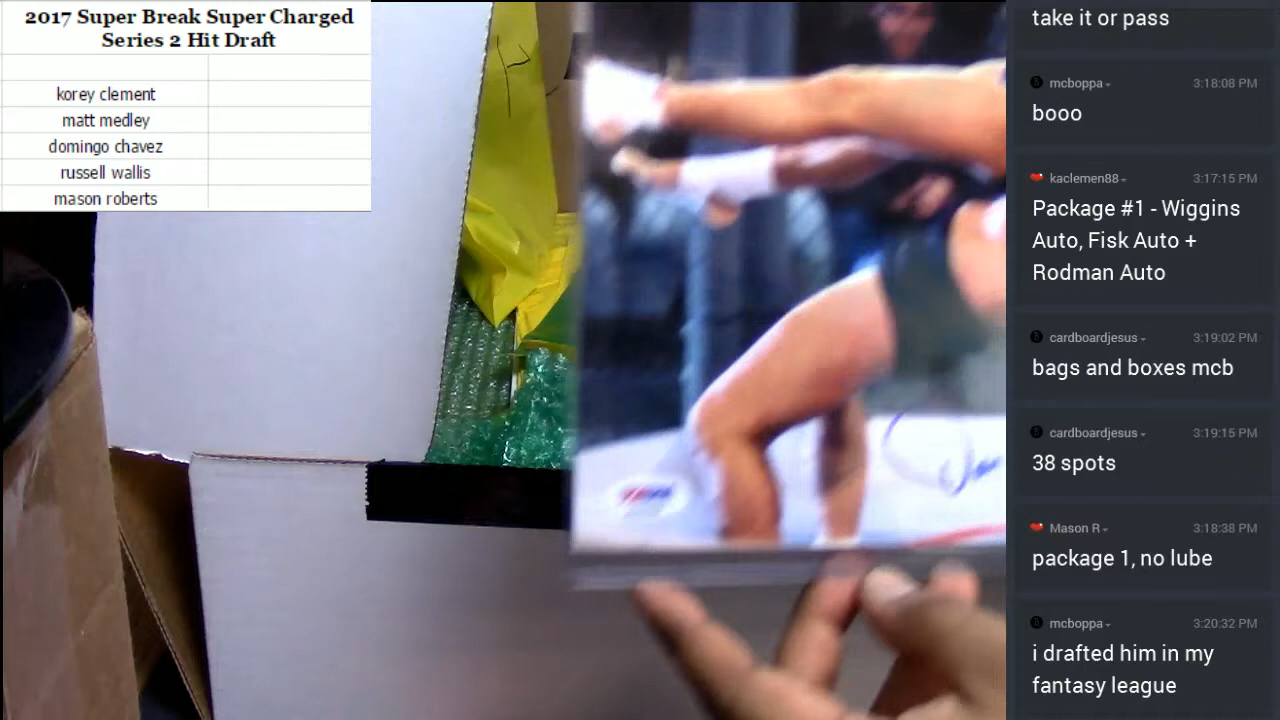 2017 Super Break Super Charged
Series 2 Hit Draft
korey clement
matt medley
domingo chavez
russell wallis
mason roberts
take it or pass
mcboppa 3:18:08 PM
booo
kaclemen88 3:17:15 PM
Package #1 - Wiggins
Auto, Fisk Auto +
Rodman Auto
cardboardjesus 3:19:02 PM
bags and boxes mcb
cardboardjesus 3:19:15 PM
38 spots
Mason R 3:18:38 PM
package 1, no lube
mcboppa 3:20:32 PM
i drafted him in my
fantasy league